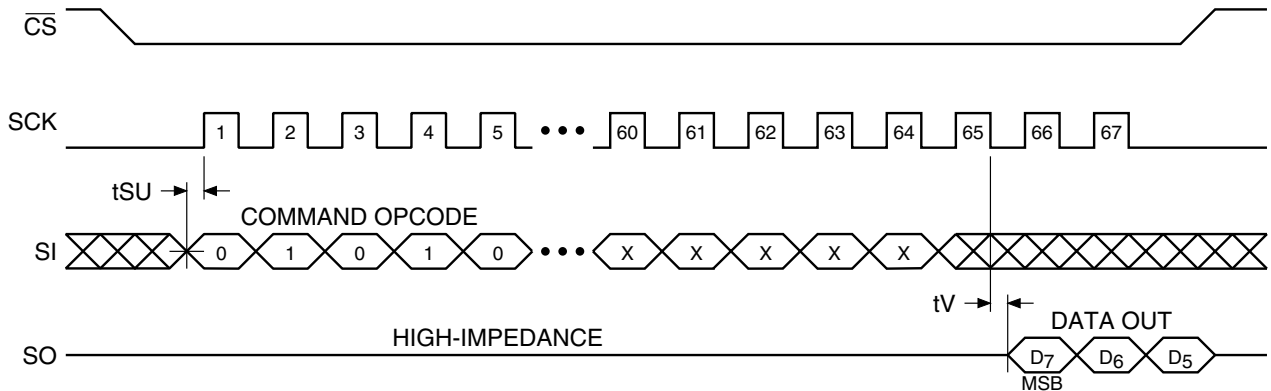 CS
SCK 1 2 3 4 5 ••• 60 61 62 63 64 65 66 67
tSU
COMMAND OPCODE
SI 0 1 0 1 0 ••• X X X X X
tV
HIGH-IMPEDANCE
DATA OUT
SO D7 D6 D5
MSB